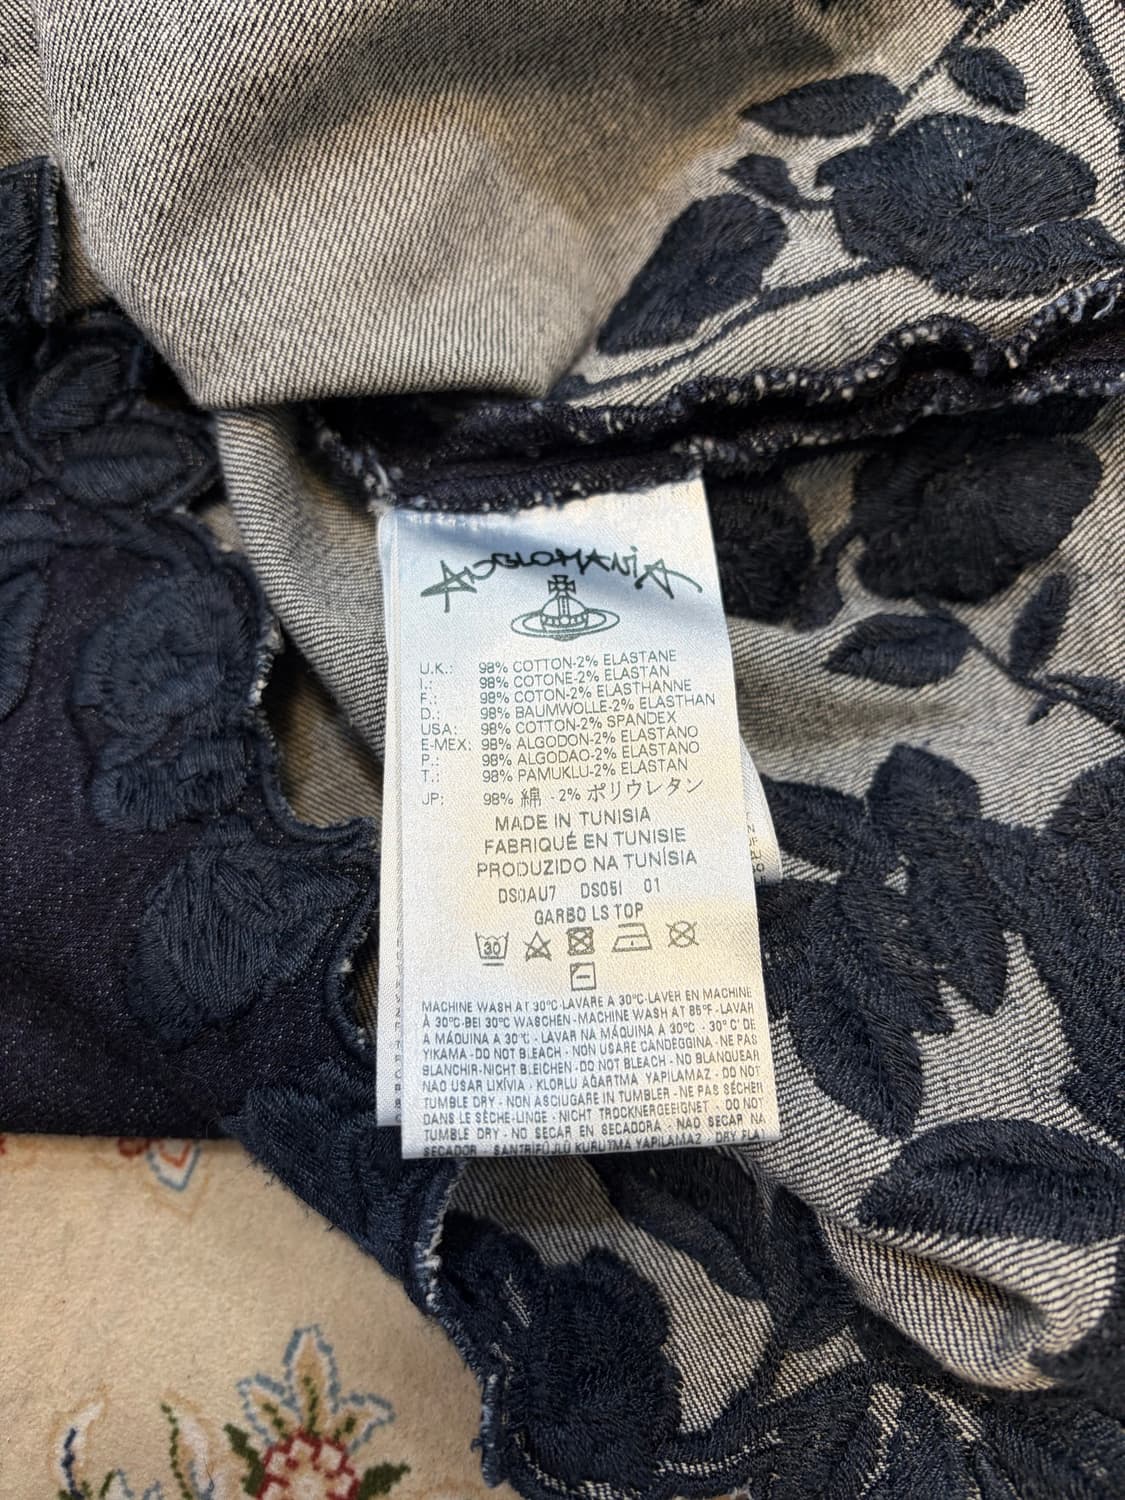 ANGLOMANIA
U.K.: 98% COTTON-2% ELASTANE
I.: 98% COTONE-2% ELASTAN
F.: 98% COTON-2% ELASTHANNE
D.: 98% BAUMWOLLE-2% ELASTHAN
USA: 98% COTTON-2% SPANDEX
E-MEX: 98% ALGODON-2% ELASTANO
P.: 98% ALGODAO-2% ELASTANO
T.: 98% PAMUKLU-2% ELASTAN
JP: 98% 綿 - 2% ポリウレタン
MADE IN TUNISIA
FABRIQUÉ EN TUNISIE
PRODUZIDO NA TUNÍSIA
DS0AU7 DS05I 01
GARBO LS TOP
30
MACHINE WASH AT 30°C-LAVARE A 30°C-LAVER EN MACHINE
À 30°C-BEI 30°C WASCHEN-MACHINE WASH AT 85°F-LAVAR
A MÁQUINA A 30°C - LAVAR NA MÁQUINA A 30°C - 30°C' DE
YIKAMA-DO NOT BLEACH - NON USARE CANDEGGINA - NE PAS
BLANCHIR-NICHT BLEICHEN-DO NOT BLEACH - NO BLANQUEAR
NAO USAR LIXÍVIA - KLORLU AĞARTMA YAPILAMAZ - DO NOT
TUMBLE DRY - NON ASCIUGARE IN TUMBLER - NE PAS SÉCHER
DANS LE SÈCHE-LINGE - NICHT TROCKNERGEEIGNET - DO NOT
TUMBLE DRY-NO SECAR EN SECADORA - NÃO SECAR NA
SECADOR - SANTRİFÜJLÜ KURUTMA YAPILAMAZ - DRY FLAT